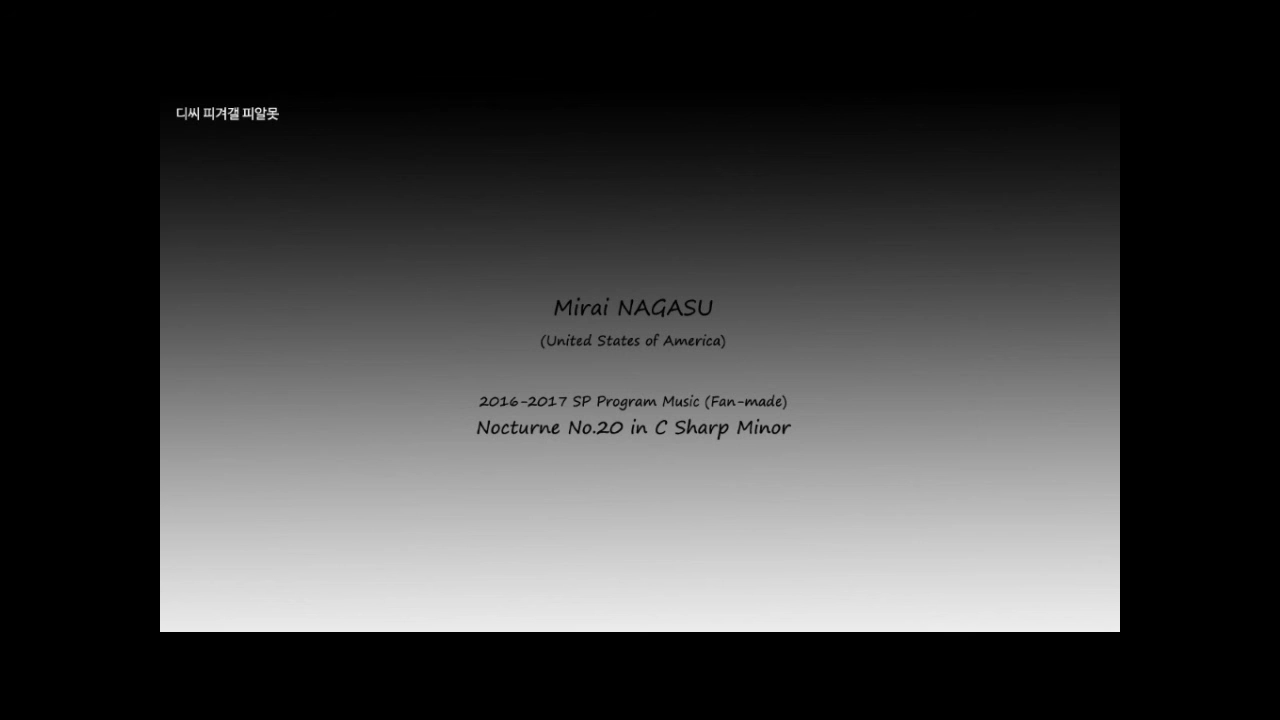 디씨 피겨갤 피알못
Mirai NAGASU
(United States of America)
2016-2017 SP Program Music (Fan-made)
Nocturne No.20 in C Sharp Minor